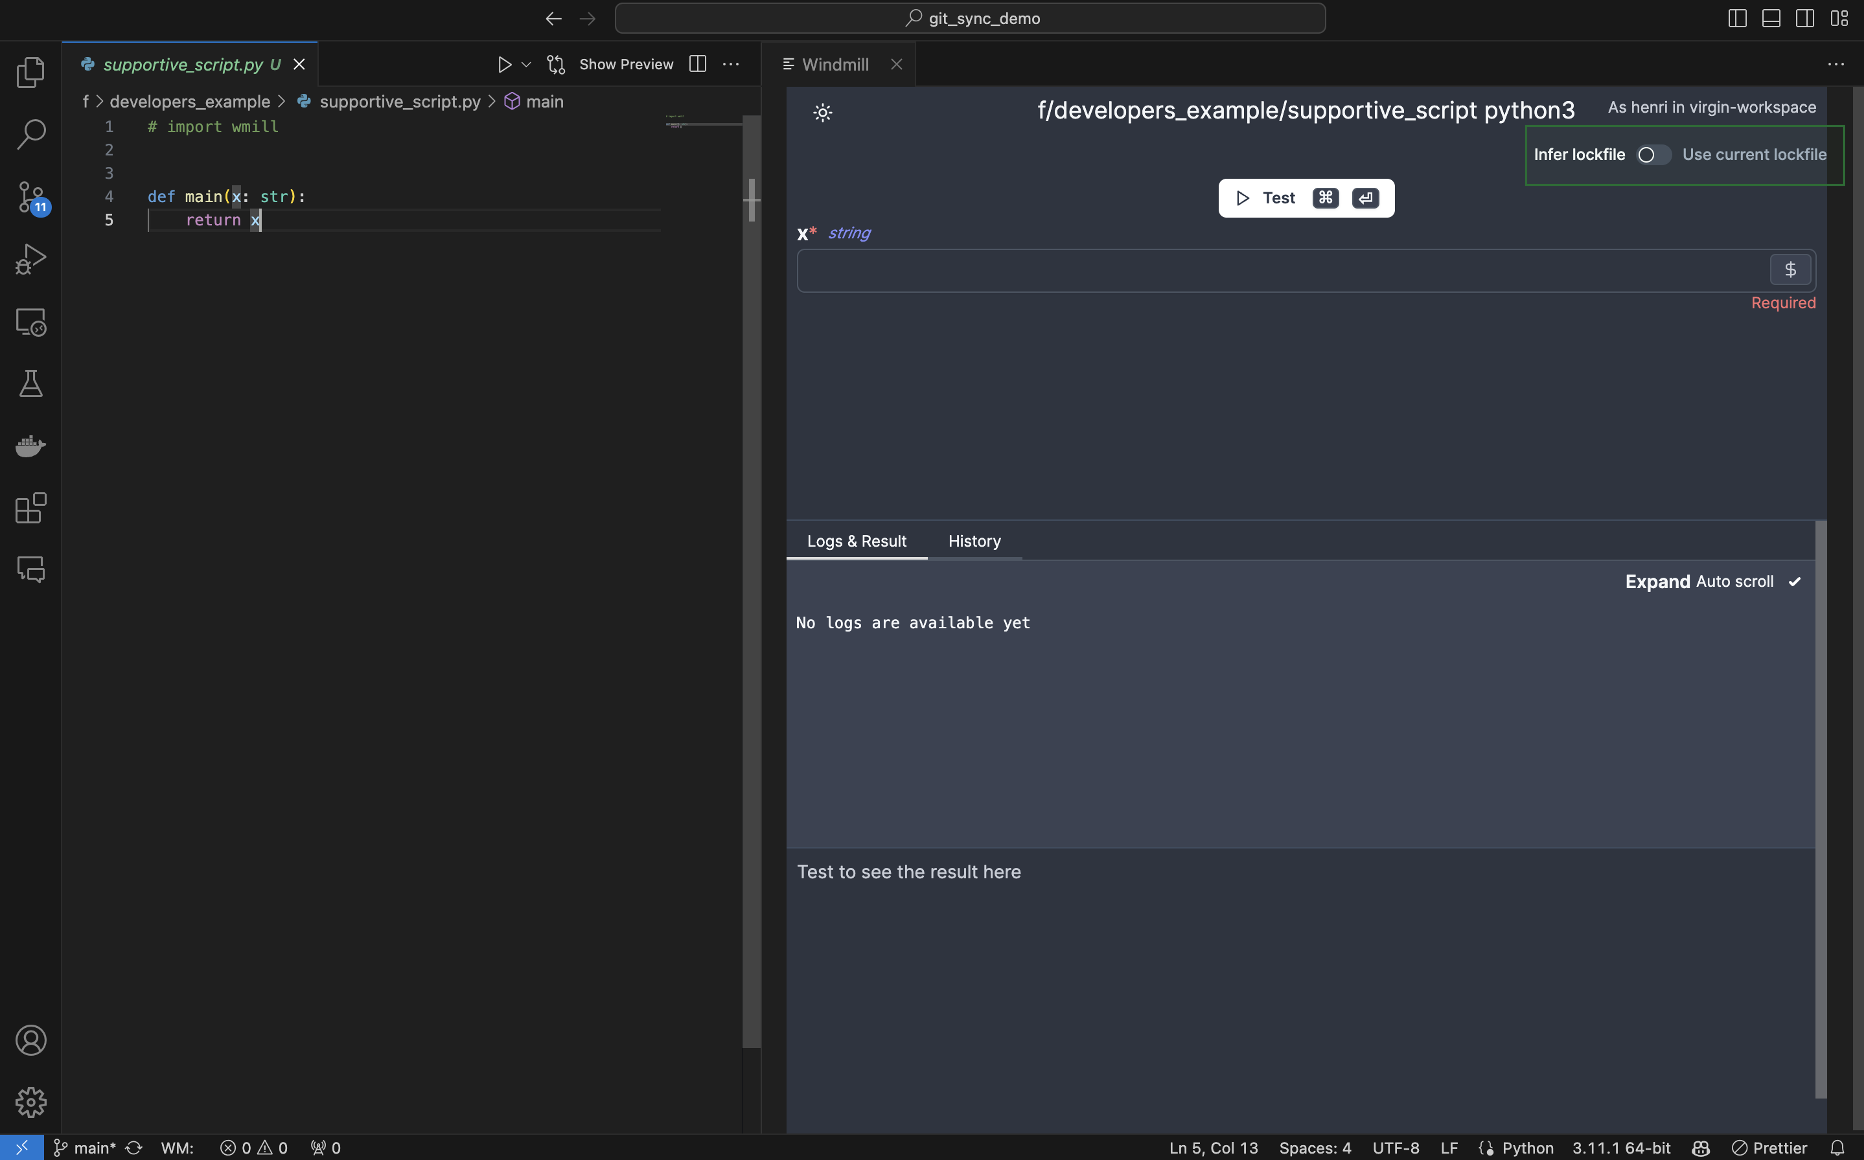 git_sync_demo
supportive_script.py U
Show Preview
Windmill
f > developers_example > supportive_script.py > main
1 # import wmill
2
3
4 def main(x: str):
5 return x
11
f/developers_example/supportive_script python3
As henri in virgin-workspace
Infer lockfile Use current lockfile
Test ⌘ ⏎
x* string
$
Required
Logs & Result History
Expand Auto scroll
No logs are available yet
Test to see the result here
main* WM: 0 0 0 Ln 5, Col 13 Spaces: 4 UTF-8 LF Python 3.11.1 64-bit Prettier